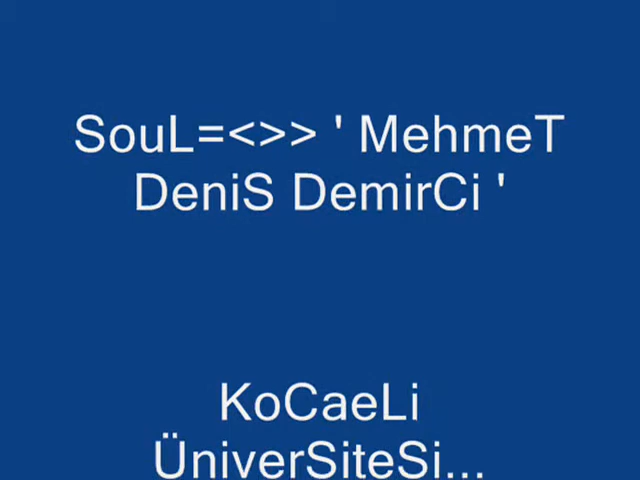 SouL=<>> ' MehmeT
DeniS DemirCi '
KoCaeLi
ÜniverSiteSi...